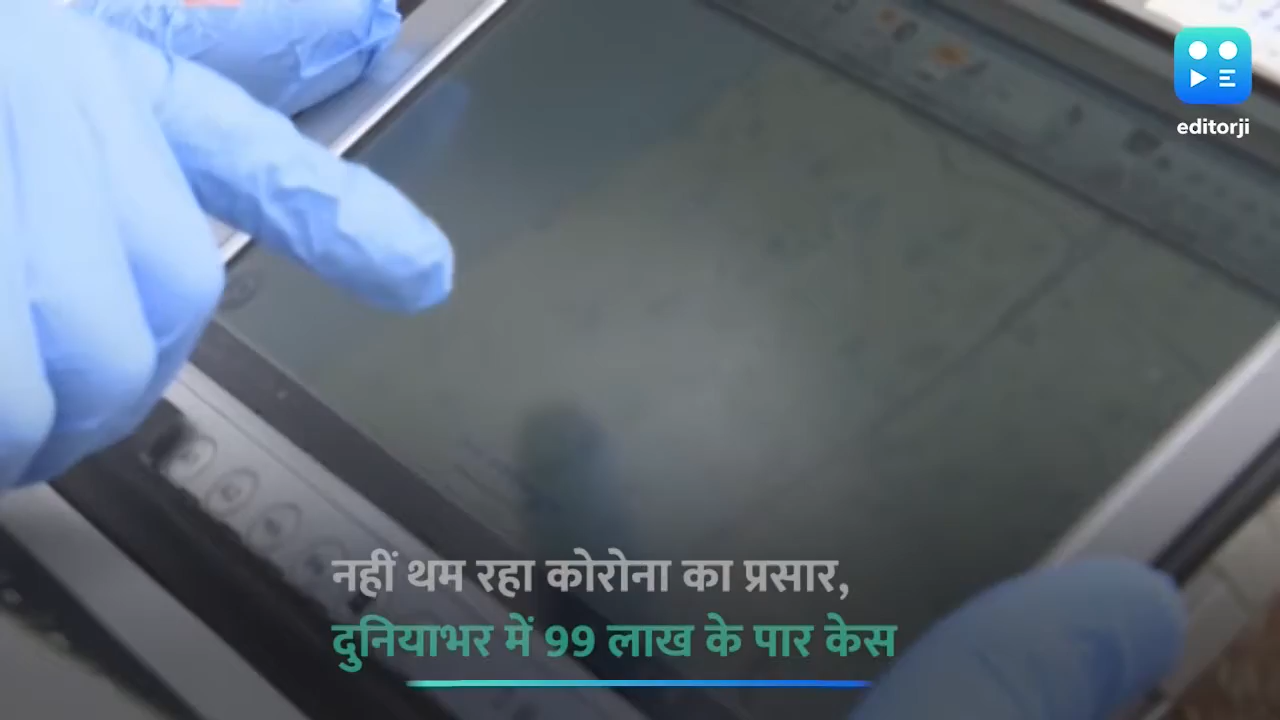 editorji
नहीं थम रहा कोरोना का प्रसार,
दुनियाभर में 99 लाख के पार केस